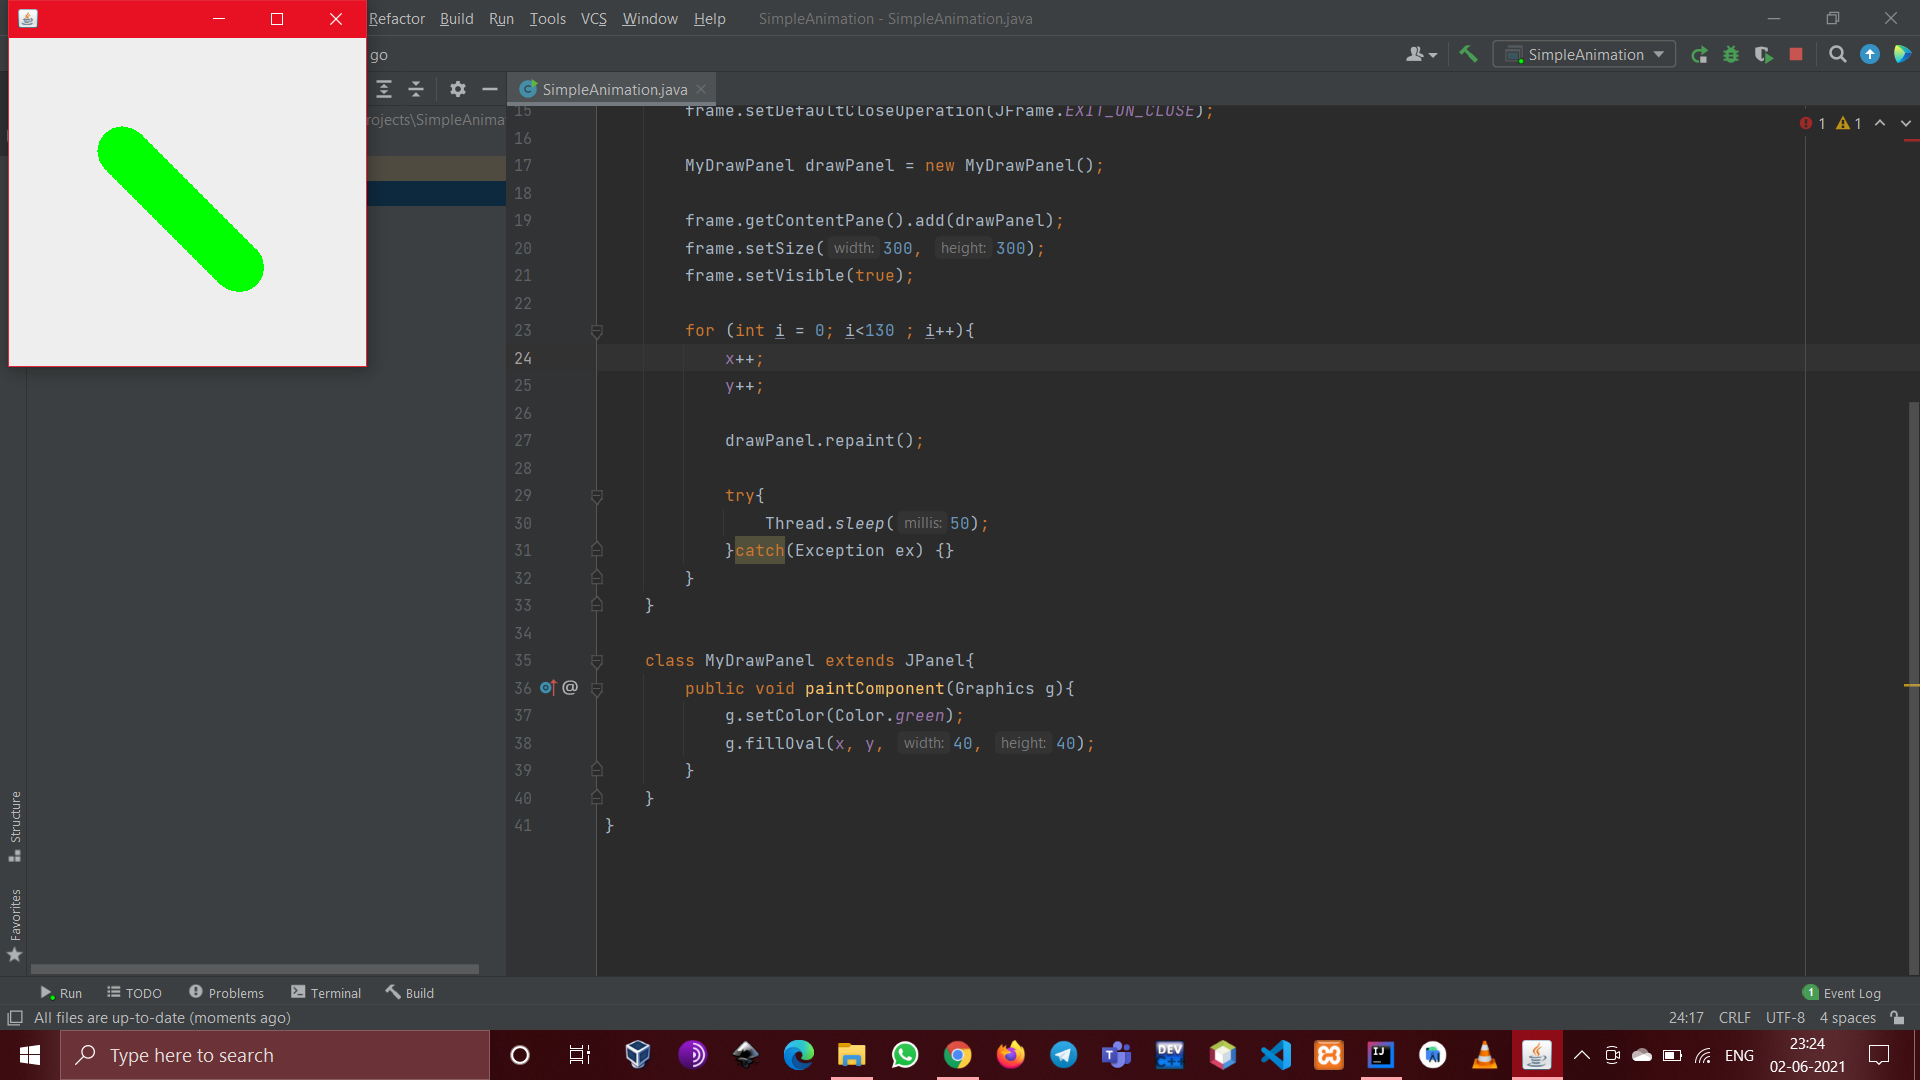 Refactor Build Run Tools VCS Window Help SimpleAnimation - SimpleAnimation.java
go
SimpleAnimation
SimpleAnimation.java
rojects\SimpleAnima
1 1
15 frame.setDefaultCloseOperation(JFrame.EXIT_ON_CLOSE);
16
17 MyDrawPanel drawPanel = new MyDrawPanel();
18
19 frame.getContentPane().add(drawPanel);
20 frame.setSize( width: 300, height: 300);
21 frame.setVisible(true);
22
23 for (int i = 0; i<130 ; i++){
24 x++;
25 y++;
26
27 drawPanel.repaint();
28
29 try{
30 Thread.sleep( millis: 50);
31 }catch(Exception ex) {}
32 }
33 }
34
35 class MyDrawPanel extends JPanel{
36 @ public void paintComponent(Graphics g){
37 g.setColor(Color.green);
38 g.fillOval(x, y, width: 40, height: 40);
39 }
40 }
41 }
Structure
Favorites
Run TODO Problems Terminal Build 1 Event Log
All files are up-to-date (moments ago) 24:17 CRLF UTF-8 4 spaces
Type here to search
DEV C++
IJ
ENG
23:24
02-06-2021